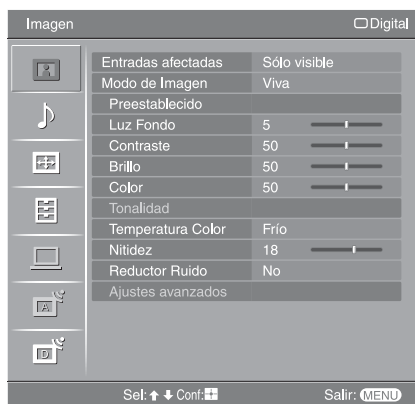 Imagen Digital
Entradas afectadas Sólo visible
Modo de Imagen Viva
Preestablecido
Luz Fondo 5
Contraste 50
Brillo 50
Color 50
Tonalidad
Temperatura Color Frío
Nitidez 18
Reductor Ruido No
Ajustes avanzados
A
D
Sel: Conf: Salir: MENU